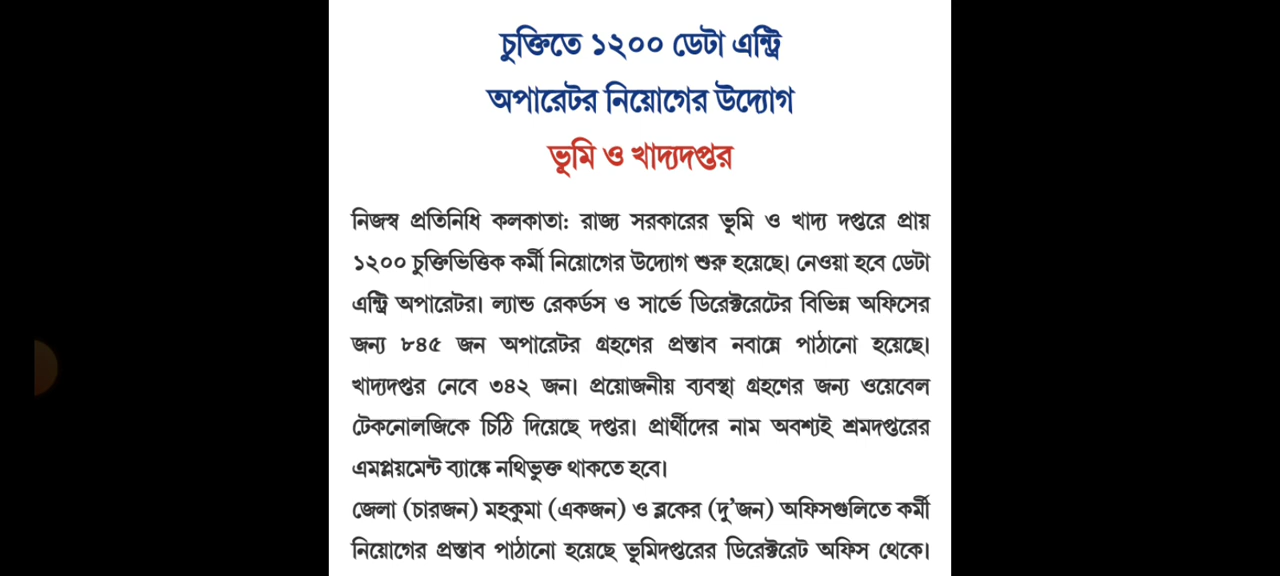 চুক্তিতে ১২০০ ডেটা এন্ট্রি
অপারেটর নিয়োগের উদ্যোগ
ভূমি ও খাদ্যদপ্তর
নিজস্ব প্রতিনিধি কলকাতা: রাজ্য সরকারের ভূমি ও খাদ্য দপ্তরে প্রায়
১২০০ চুক্তিভিত্তিক কর্মী নিয়োগের উদ্যোগ শুরু হয়েছে। নেওয়া হবে ডেটা
এন্ট্রি অপারেটর। ল্যান্ড রেকর্ডস ও সার্ভে ডিরেক্টরেটের বিভিন্ন অফিসের
জন্য ৮৪৫ জন অপারেটর গ্রহণের প্রস্তাব নবান্নে পাঠানো হয়েছে।
খাদ্যদপ্তর নেবে ৩৪২ জন। প্রয়োজনীয় ব্যবস্থা গ্রহণের জন্য ওয়েবেল
টেকনোলজিকে চিঠি দিয়েছে দপ্তর। প্রার্থীদের নাম অবশ্যই শ্রমদপ্তরের
এমপ্লয়মেন্ট ব্যাঙ্কে নথিভুক্ত থাকতে হবে।
জেলা (চারজন) মহকুমা (একজন) ও ব্লকের (দু’জন) অফিসগুলিতে কর্মী
নিয়োগের প্রস্তাব পাঠানো হয়েছে ভূমিদপ্তরের ডিরেক্টরেট অফিস থেকে।